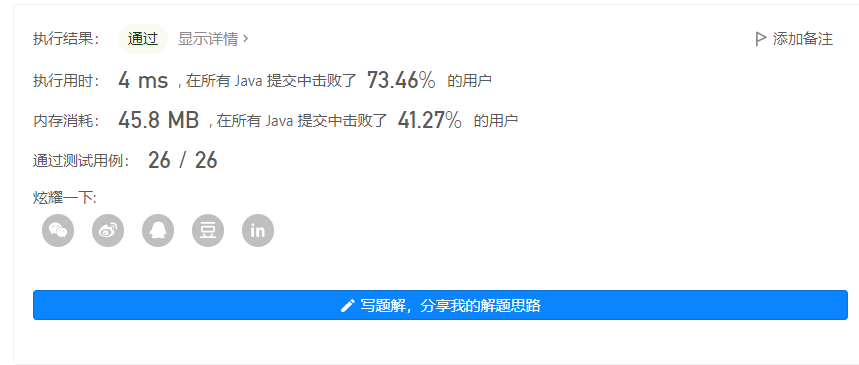 执行结果： 通过 显示详情 › 添加备注
执行用时： 4 ms , 在所有 Java 提交中击败了 73.46% 的用户
内存消耗： 45.8 MB , 在所有 Java 提交中击败了 41.27% 的用户
通过测试用例： 26 / 26
炫耀一下:
豆 in
写题解，分享我的解题思路